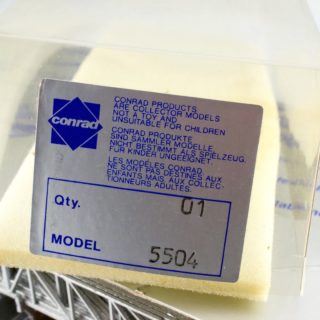 conrad
CONRAD PRODUCTS
ARE COLLECTOR MODELS
NOT A TOY AND
UNSUITABLE FOR CHILDREN
CONRAD PRODUKTE
SIND SAMMLER MODELLE
NICHT BESTIMMT ALS SPIELZEUG.
FÜR KINDER UNGEEIGNET.
LES MODÈLES CONRAD
NE SONT PAS DESTINES AUX
ENFANTS MAIS AUX COLLEC-
TIONNEURS ADULTES.
Qty. 01
MODEL 5504